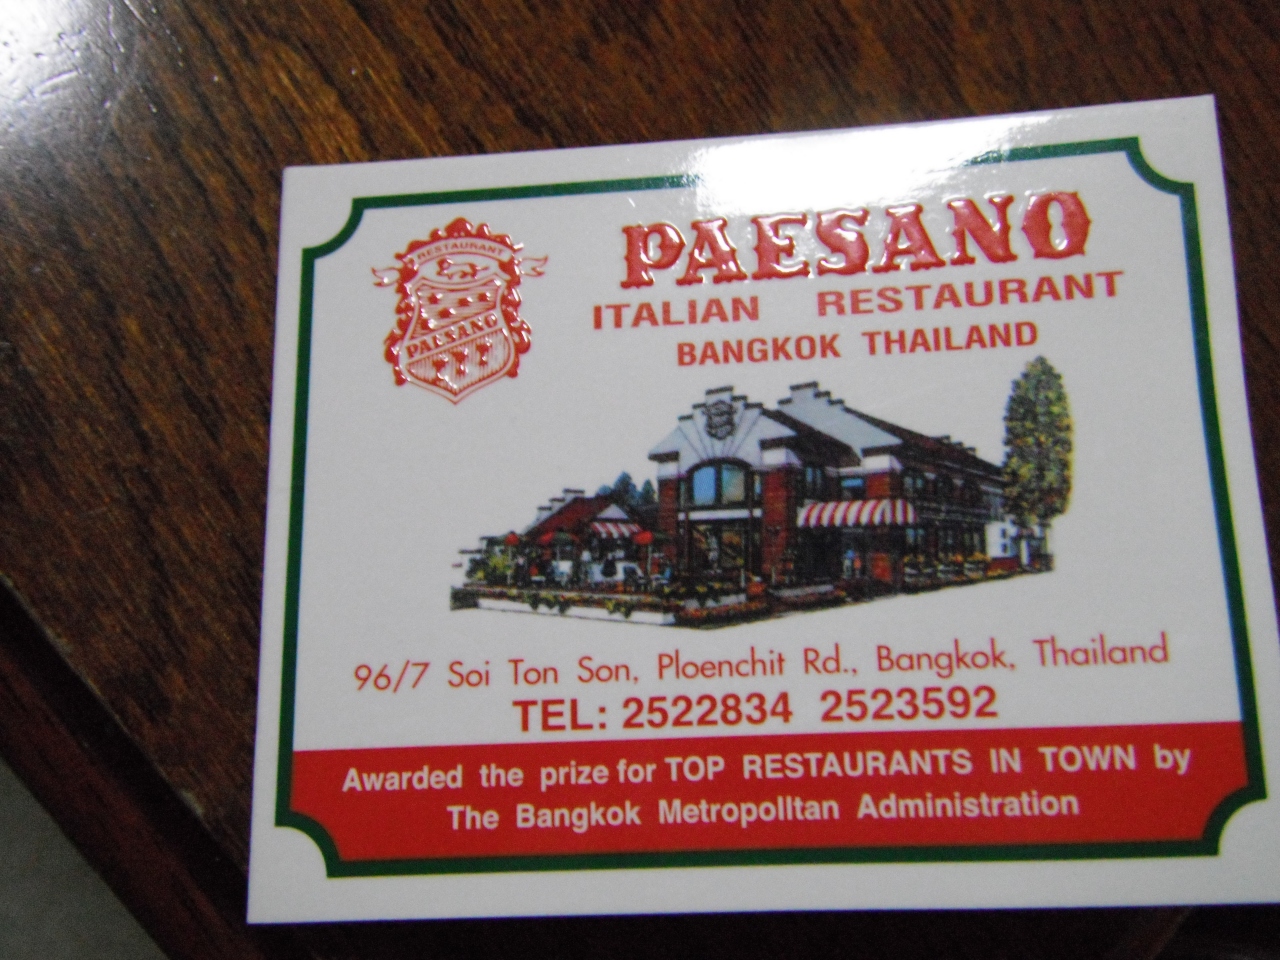 RESTAURANT
PAESANO
PAESANO
ITALIAN RESTAURANT
BANGKOK THAILAND
96/7 Soi Ton Son, Ploenchit Rd., Bangkok, Thailand
TEL: 2522834 2523592
Awarded the prize for TOP RESTAURANTS IN TOWN by
The Bangkok Metropolltan Administration